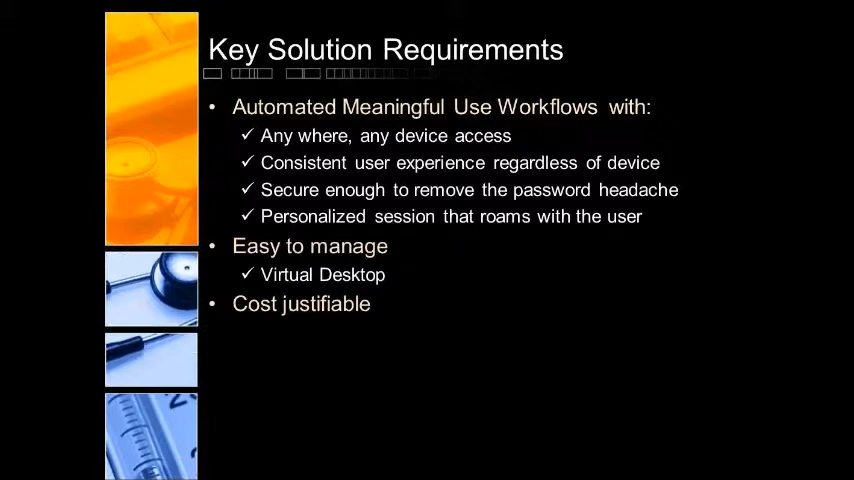 Key Solution Requirements
• Automated Meaningful Use Workflows with:
✓ Any where, any device access
✓ Consistent user experience regardless of device
✓ Secure enough to remove the password headache
✓ Personalized session that roams with the user
• Easy to manage
✓ Virtual Desktop
• Cost justifiable